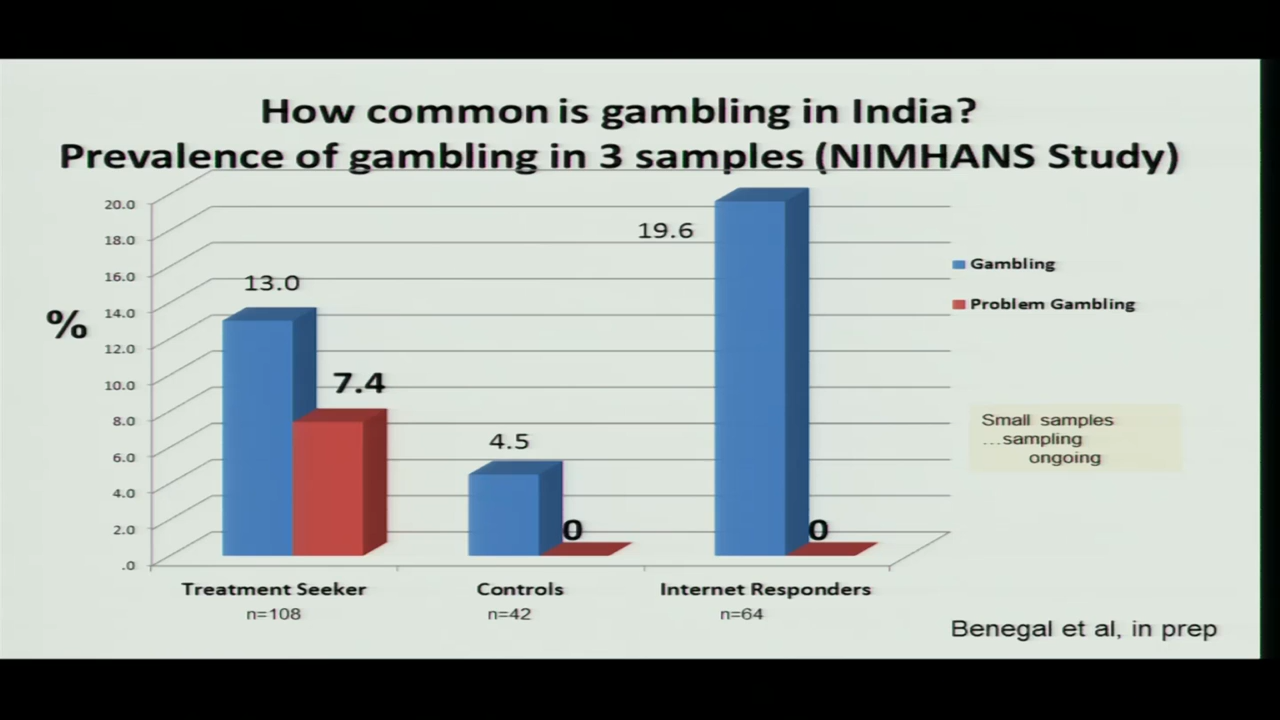 How common is gambling in India?
Prevalence of gambling in 3 samples (NIMHANS Study)
%
20.0
18.0
16.0
14.0
12.0
10.0
8.0
6.0
4.0
2.0
.0
13.0
7.4
4.5
0
19.6
0
Gambling
Problem Gambling
Small samples
...sampling
ongoing
Treatment Seeker
Controls
Internet Responders
n=108
n=42
n=64
Benegal et al, in prep